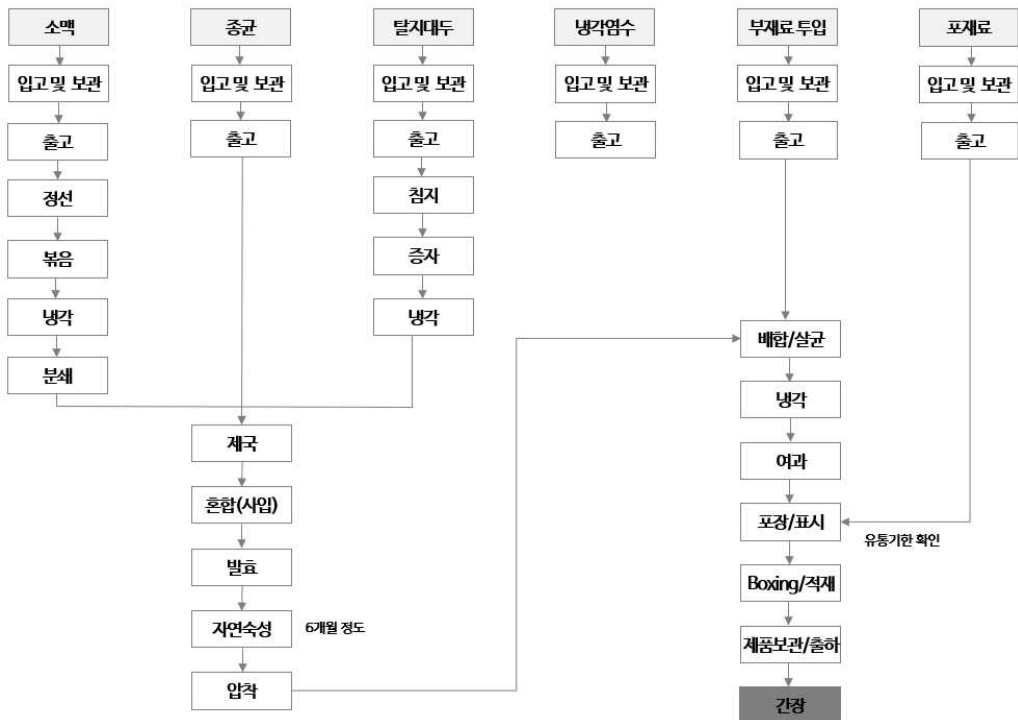 소맥
종균
탈지대두
냉각염수
부재료 투입
포재료
입고 및 보관
입고 및 보관
입고 및 보관
입고 및 보관
입고 및 보관
입고 및 보관
출고
출고
출고
출고
출고
출고
정선
침지
볶음
증자
냉각
냉각
배합/살균
분쇄
냉각
제국
여과
혼합(사입)
포장/표시
유통기한 확인
발효
Boxing/적재
자연숙성
6개월 정도
제품보관/출하
압착
간장